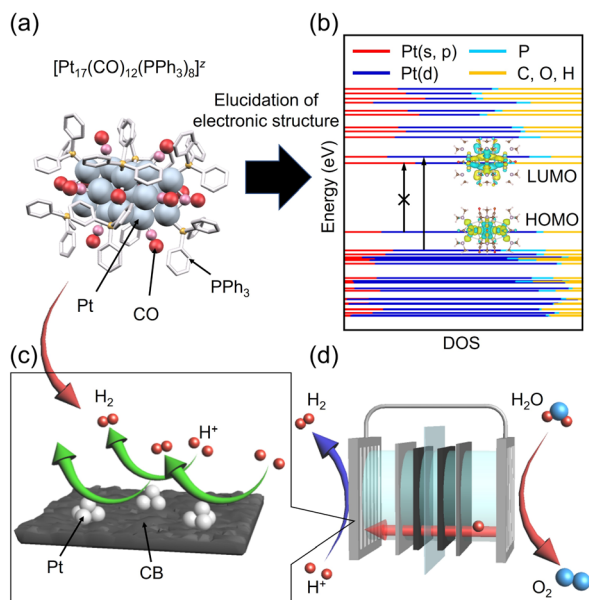 (a)
[Pt₁₇(CO)₁₂(PPh₃)₈]ᶻ
Pt
CO
PPh₃
Elucidation of
electronic structure
(b)
Pt(s, p)
P
Pt(d)
C, O, H
Energy (eV)
LUMO
HOMO
DOS
(c)
H₂
H⁺
Pt
CB
(d)
H₂
H₂O
H⁺
O₂